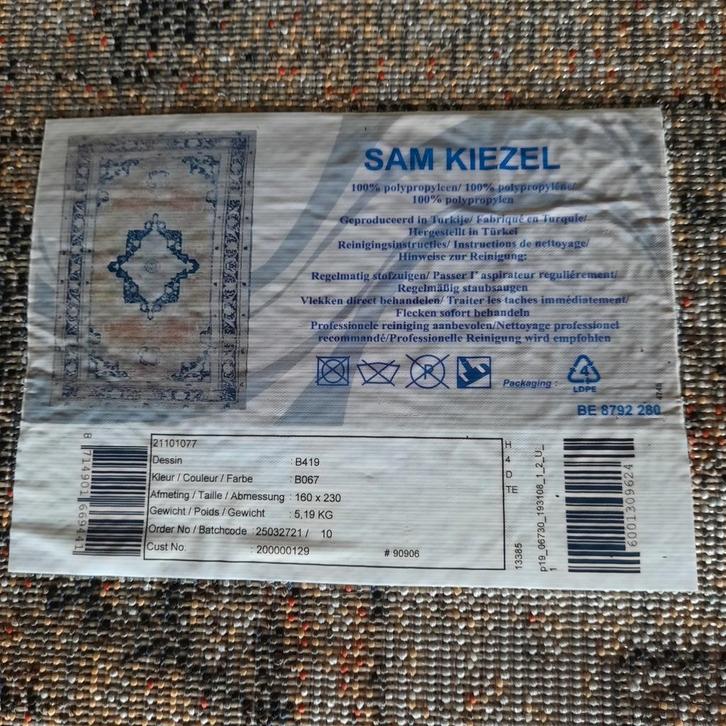 SAM KIEZEL
100% polypropyleen/ 100% polypropylène/
100% polypropylen
Geproduceerd in Turkije/ Fabriqué en Turquie/
Hergestellt in Türkei
Reinigingsinstructies/ Instructions de nettoyage/
Hinweise zur Reinigung:
Regelmatig stofzuigen/ Passer l' aspirateur reguliérement/
Regelmäßig staubsaugen
Vlekken direct behandelen/ Traiter les taches immédiatement/
Flecken sofort behandeln
Professionele reiniging aanbevolen/Nettoyage professionel
recommandé/Professionelle Reinigung wird empfohlen
P
Packaging :
4
LDPE
BE 8792 280
8 714901 669441
21101077
Dessin : B419
Kleur / Couleur / Farbe : B067
Afmeting / Taille / Abmessung : 160 x 230
Gewicht / Poids / Gewicht : 5,19 KG
Order No / Batchcode : 25032721 / 10
Cust No. : 200000129 # 90906
H
4
D
TE
13385
p19_06730_193108_1_2_U_
1
6001309624